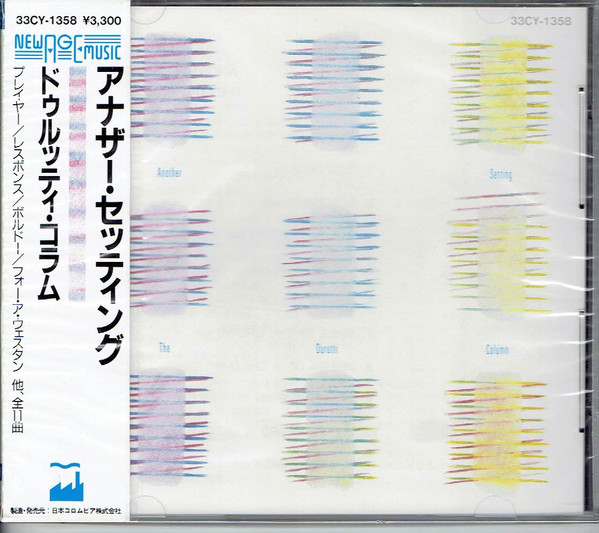 33CY-1358 ¥3,300
NEW AGE MUSIC
アナザー・セッティング
ドゥルッティ・コラム
プレイヤー/レスポンス/ボルドー/フォー・ア・ウェスタン 他、全11曲
製造・発売元:日本コロムビア株式会社
33CY-1358
Another
Setting
The
Durutti
Column